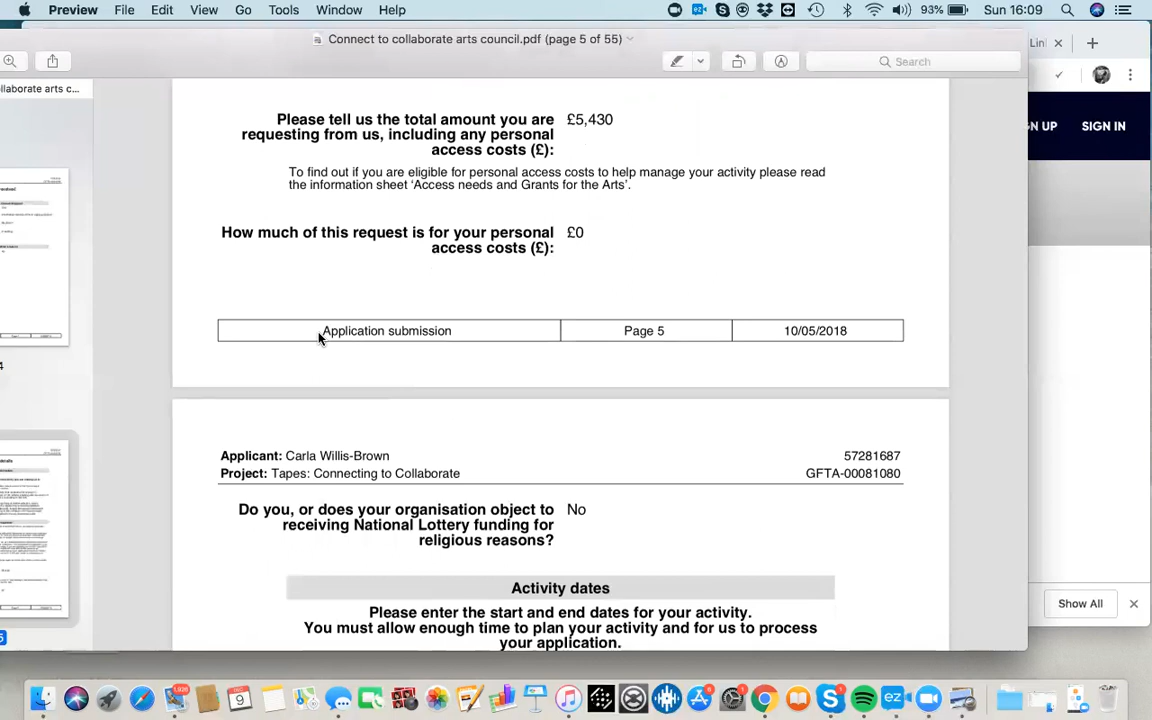 Preview File Edit View Go Tools Window Help 93% Sun 16:09
Connect to collaborate arts council.pdf (page 5 of 55)
Lin
Search
laborate arts c...
N UP SIGN IN
Please tell us the total amount you are £5,430
requesting from us, including any personal
access costs (£):
To find out if you are eligible for personal access costs to help manage your activity please read
the information sheet ‘Access needs and Grants for the Arts’.
How much of this request is for your personal £0
access costs (£):
Application submission Page 5 10/05/2018
4
Applicant: Carla Willis-Brown 57281687
Project: Tapes: Connecting to Collaborate GFTA-00081080
Do you, or does your organisation object to No
receiving National Lottery funding for
religious reasons?
Activity dates
Please enter the start and end dates for your activity.
You must allow enough time to plan your activity and for us to process
your application.
Show All
5